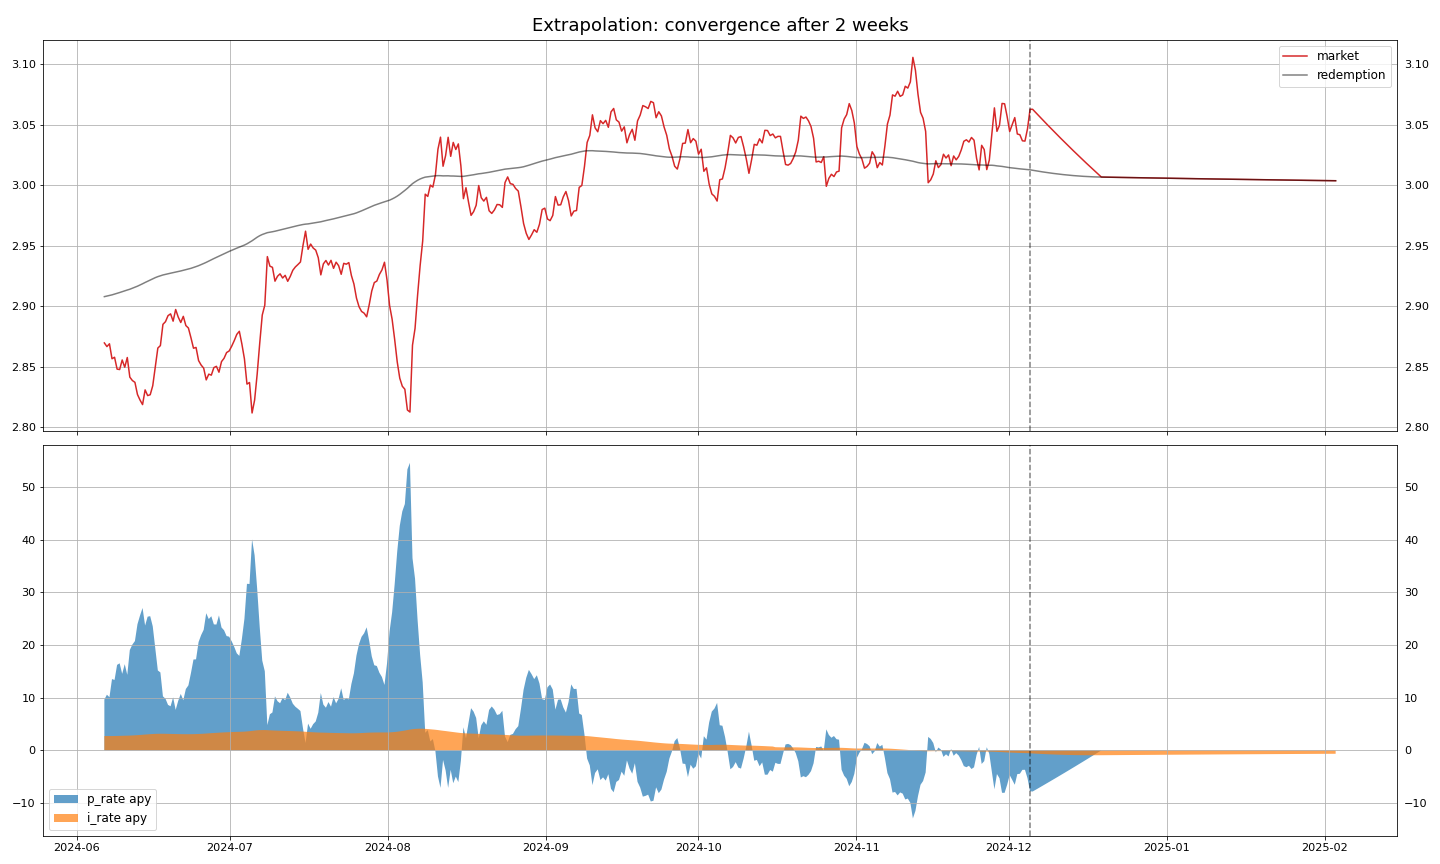 Extrapolation: convergence after 2 weeks
market
redemption
3.10 3.10
3.05 3.05
3.00 3.00
2.95 2.95
2.90 2.90
2.85 2.85
2.80 2.80
50 50
40 40
30 30
20 20
10 10
0 0
−10 −10
p_rate apy
i_rate apy
2024-06 2024-07 2024-08 2024-09 2024-10 2024-11 2024-12 2025-01 2025-02